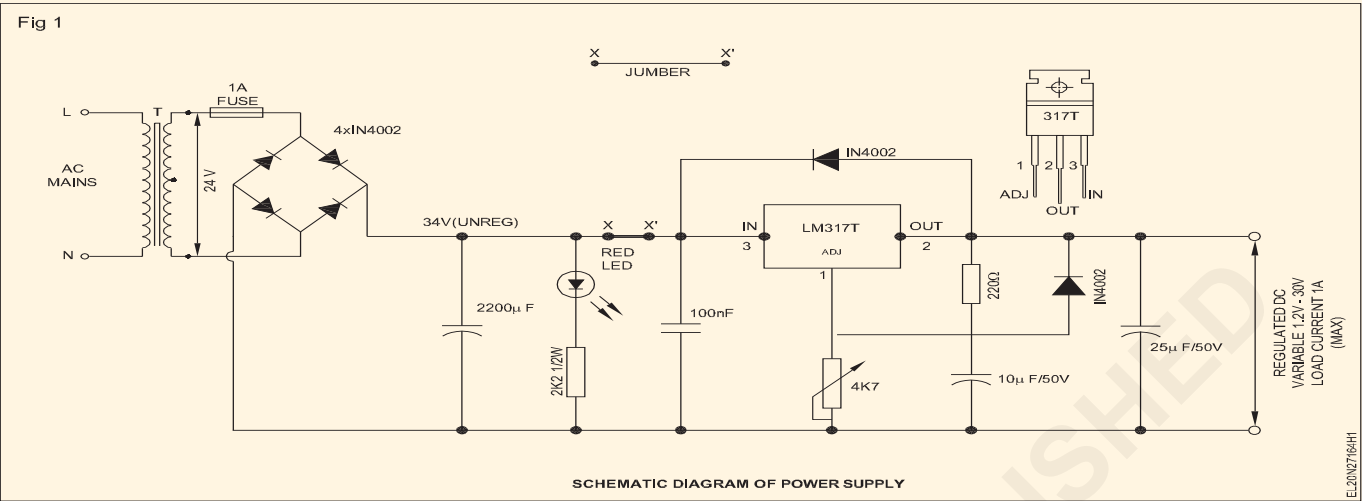 Fig 1
X X'
JUMBER
1A
FUSE
L
T
4xIN4002
AC
MAINS
24 V
N
34V(UNREG)
X X'
RED
LED
2200µ F
2K2 1/2W
100nF
IN4002
IN
3
LM317T
ADJ
1
OUT
2
4K7
220Ω
10µ F/50V
IN4002
25µ F/50V
317T
1 2 3
ADJ
IN
OUT
REGULATED DC
VARIABLE 1.2V - 30V
LOAD CURRENT 1A
(MAX)
SCHEMATIC DIAGRAM OF POWER SUPPLY
EL20N27164H1
ISHED